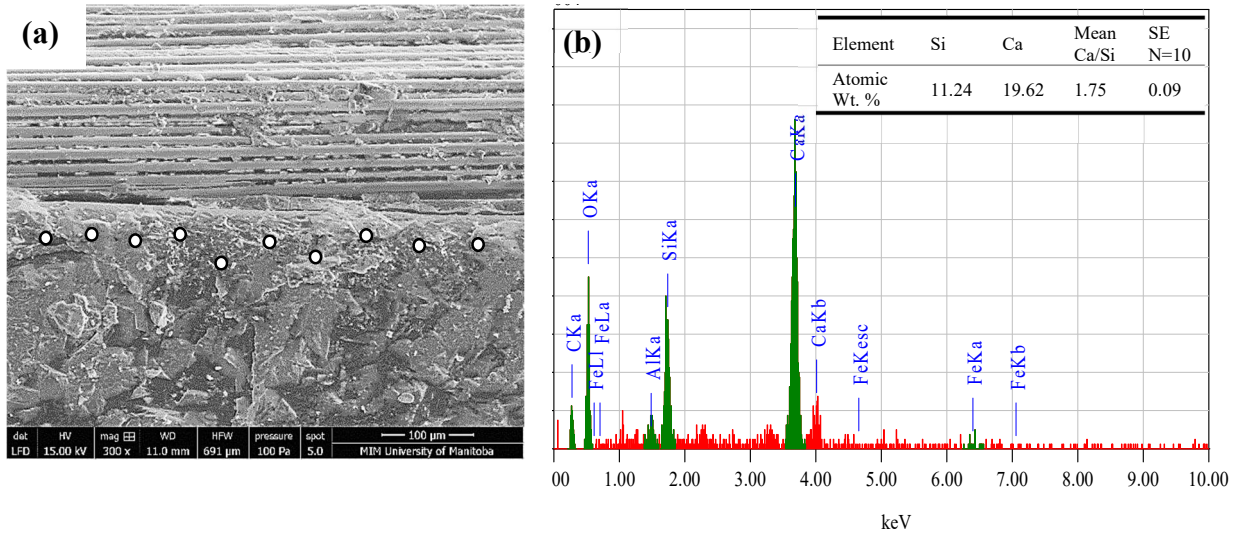 (a)
det HV mag WD HFW pressure spot 100 µm
LFD 15.00 kV 300 x 11.0 mm 691 µm 100 Pa 5.0 MIM University of Manitoba
(b)
Element Si Ca Mean Ca/Si SE N=10
Atomic Wt. % 11.24 19.62 1.75 0.09
CKa
OKa
FeLl
FeLa
AlKa
SiKa
CaKa
CaKb
FeKesc
FeKa
FeKb
00 1.00 2.00 3.00 4.00 5.00 6.00 7.00 8.00 9.00 10.00
keV